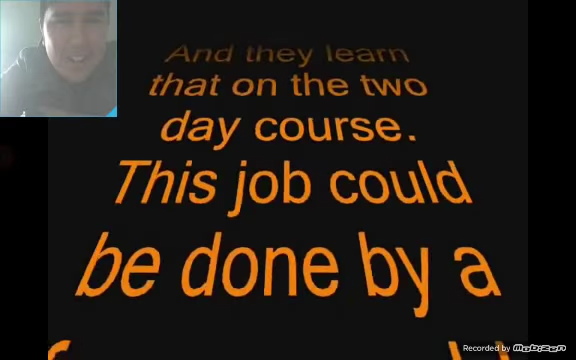 And they learn
that on the two
day course.
This job could
be done by a
Recorded by Mobizen